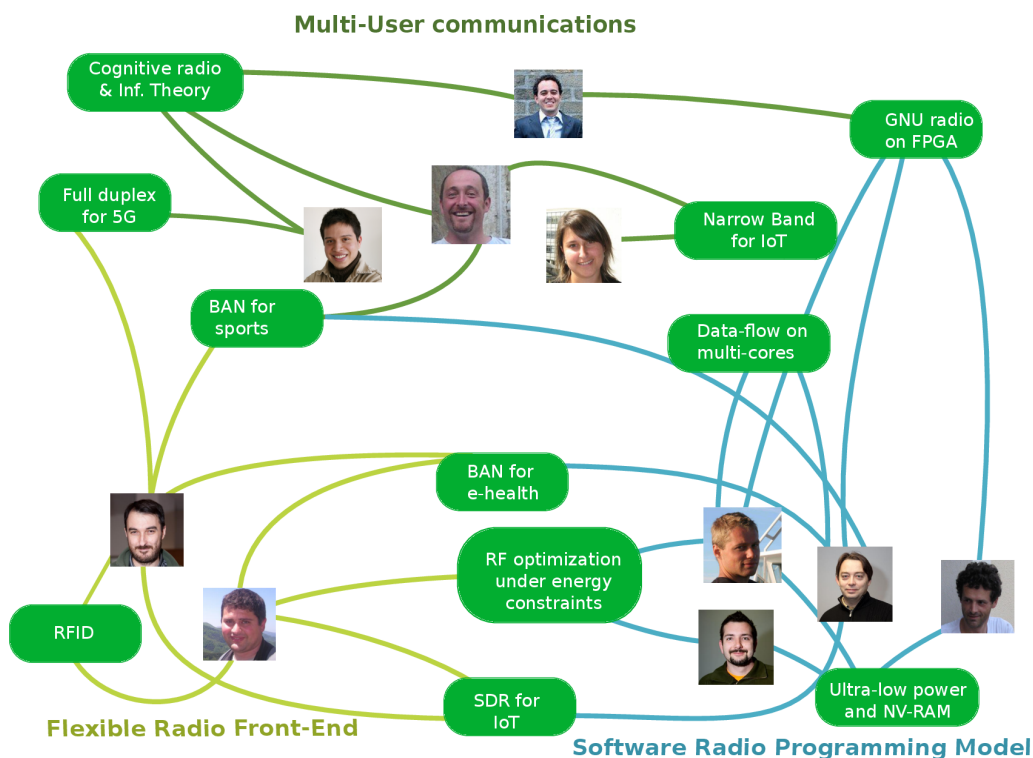 Multi-User communications
Cognitive radio
& Inf. Theory
GNU radio
on FPGA
Full duplex
for 5G
Narrow Band
for IoT
BAN for
sports
Data-flow on
multi-cores
BAN for
e-health
RF optimization
under energy
constraints
RFID
SDR for
IoT
Ultra-low power
and NV-RAM
Flexible Radio Front-End
Software Radio Programming Model